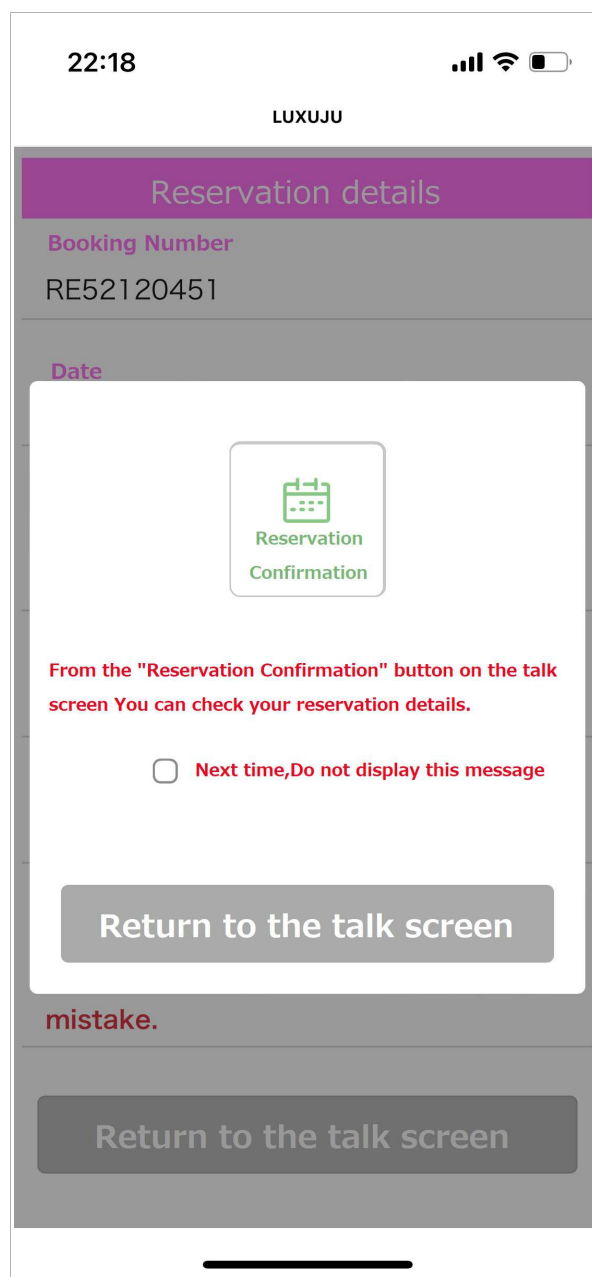 22:18
LUXUJU
Reservation details
Booking Number
RE52120451
Date
Reservation
Confirmation
From the "Reservation Confirmation" button on the talk
screen You can check your reservation details.
Next time,Do not display this message
Return to the talk screen
mistake.
Return to the talk screen